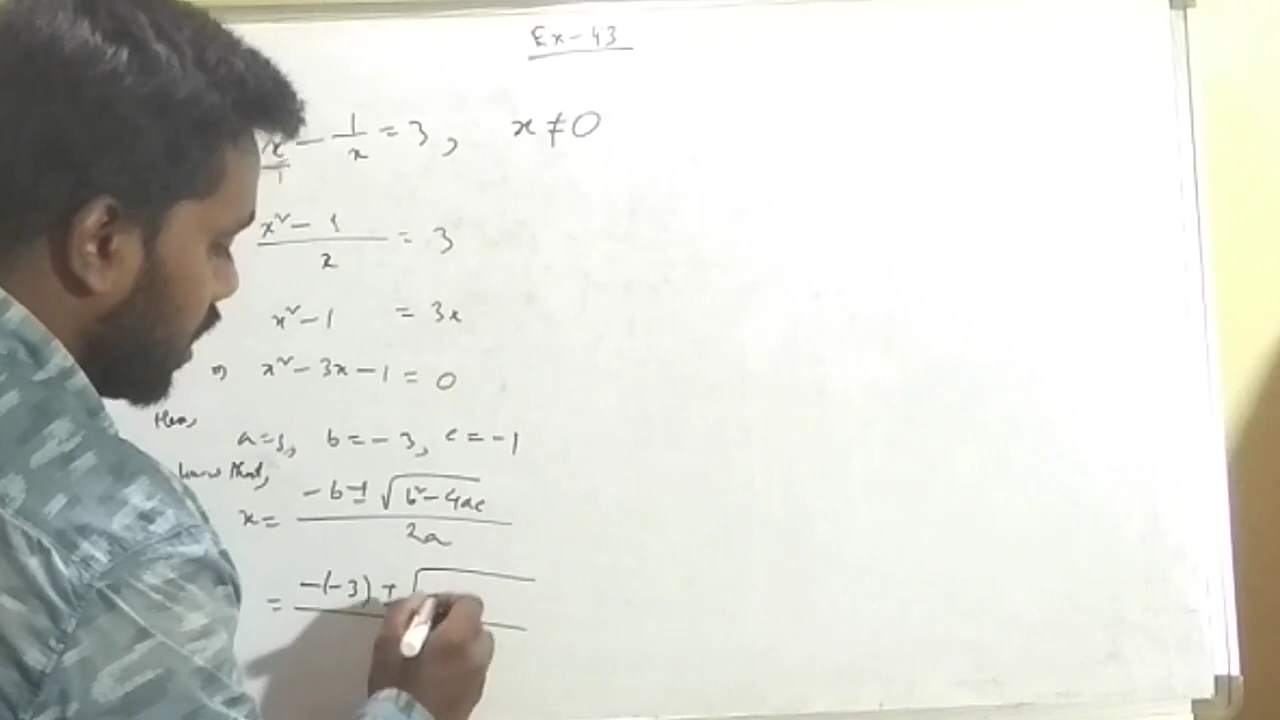 Ex-43
x/1 - 1/x = 3, x ≠ 0
x² - 1 / x = 3
x² - 1 = 3x
⇒ x² - 3x - 1 = 0
a = 1, b = -3, c = -1
know that,
x = -b ± √b² - 4ac / 2a
= -(-3) ± √